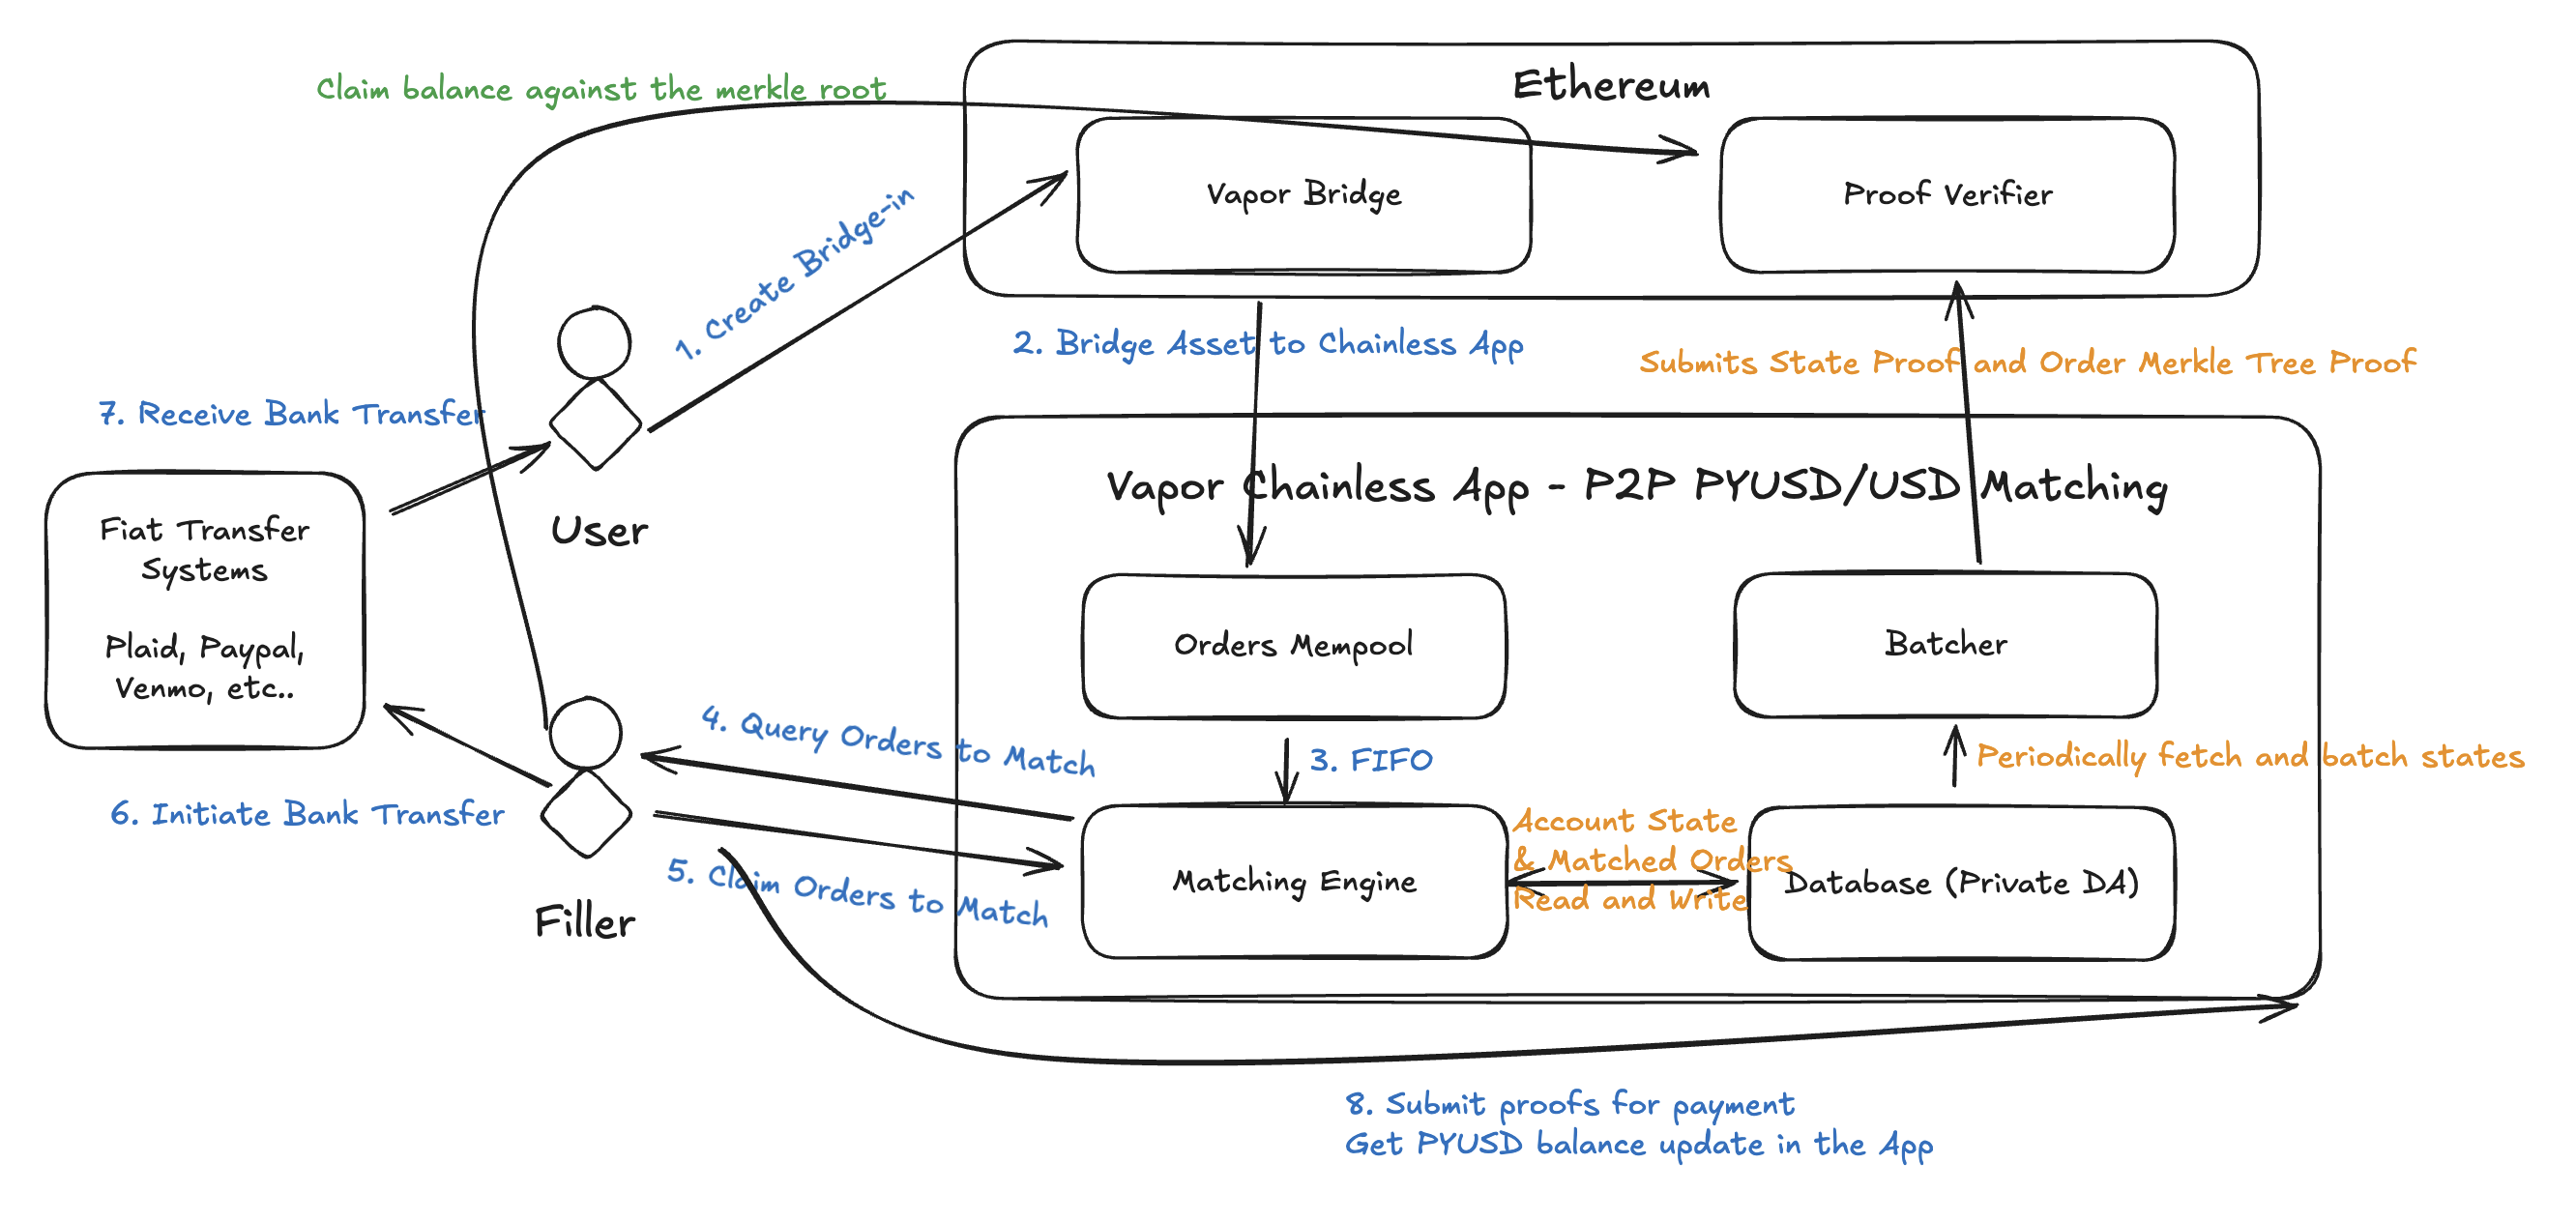 Claim balance against the merkle root
Ethereum
Vapor Bridge
Proof Verifier
1. Create Bridge-in
2. Bridge Asset to Chainless App
Submits State Proof and Order Merkle Tree Proof
7. Receive Bank Transfer
User
Fiat Transfer
Systems
Plaid, Paypal,
Venmo, etc..
Vapor Chainless App - P2P PYUSD/USD Matching
Orders Mempool
Batcher
4. Query Orders to Match
3. FIFO
Periodically fetch and batch states
6. Initiate Bank Transfer
5. Claim Orders to Match
Filler
Matching Engine
Account State
& Matched Orders
Read and Write
Database (Private DA)
8. Submit proofs for payment
Get PYUSD balance update in the App